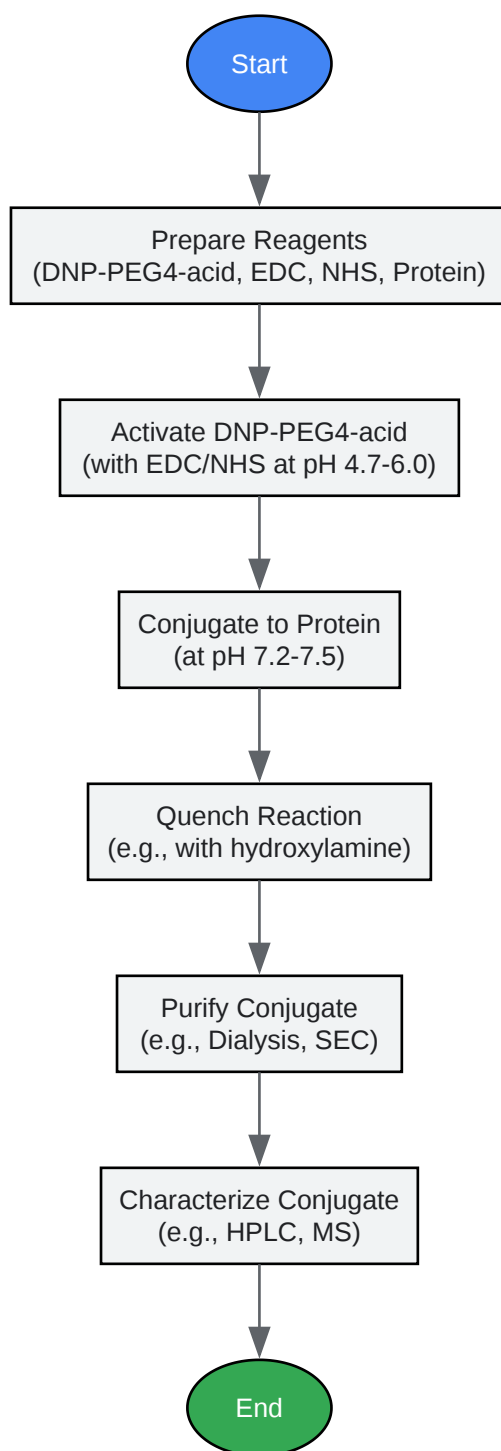 Start
Prepare Reagents
(DNP-PEG4-acid, EDC, NHS, Protein)
Activate DNP-PEG4-acid
(with EDC/NHS at pH 4.7-6.0)
Conjugate to Protein
(at pH 7.2-7.5)
Quench Reaction
(e.g., with hydroxylamine)
Purify Conjugate
(e.g., Dialysis, SEC)
Characterize Conjugate
(e.g., HPLC, MS)
End